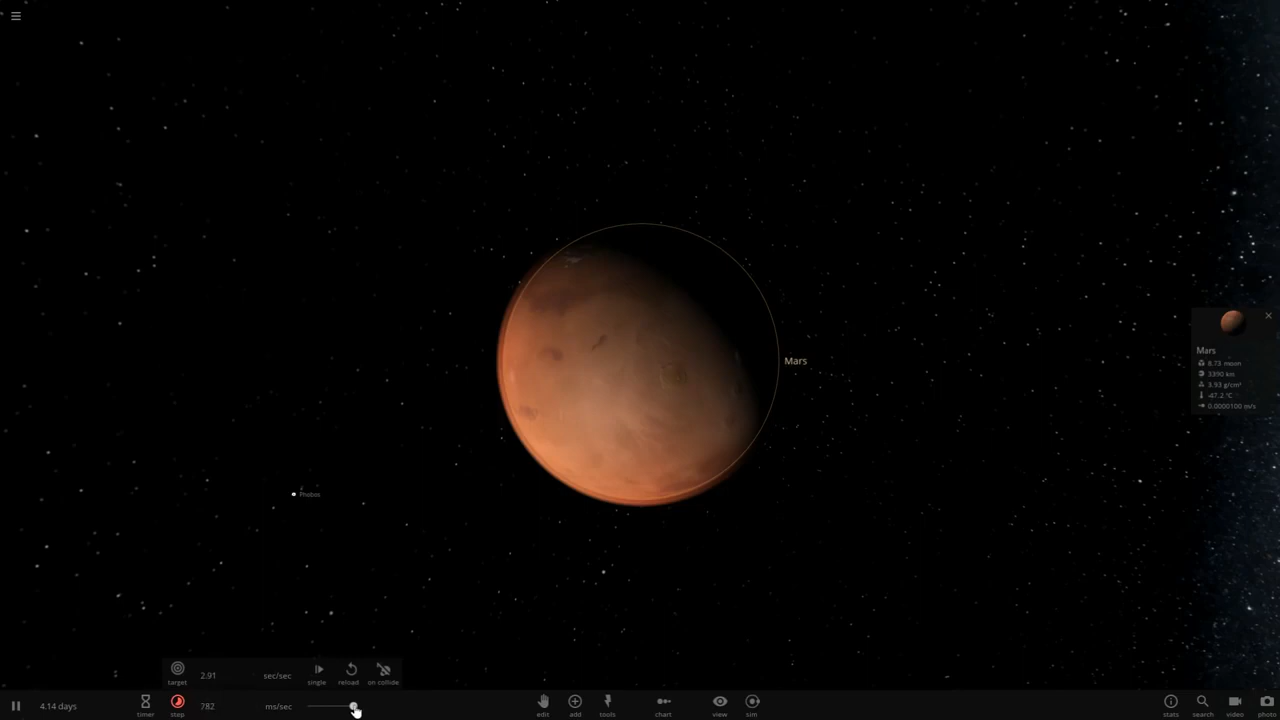 Mars
Phobos
Mars
8.73 moon
3390 km
3.93 g/cm³
-47.2 °C
0.0000100 m/s
target
2.91
sec/sec
single
reload
on collide
4.14 days
timer
step
782
ms/sec
edit
add
tools
chart
view
sim
stats
search
video
photo